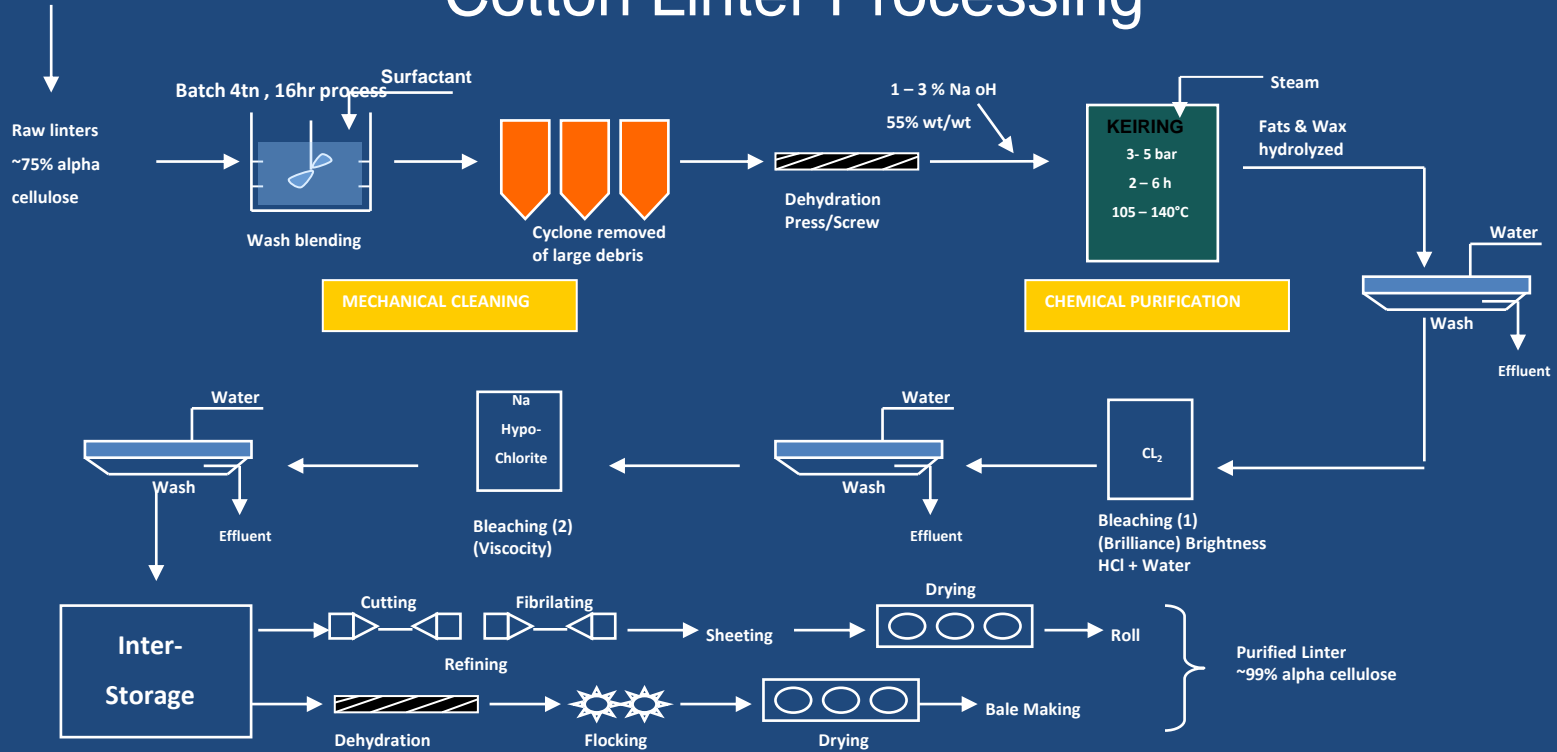 Cotton Linter Processing
Batch 4tn , 16hr process
Surfactant
Raw linters
~75% alpha
cellulose
Wash blending
Cyclone removed
of large debris
MECHANICAL CLEANING
Dehydration
Press/Screw
1 – 3 % Na oH
55% wt/wt
Steam
KEIRING
3- 5 bar
2 – 6 h
105 – 140°C
Fats & Wax
hydrolyzed
CHEMICAL PURIFICATION
Water
Wash
Effluent
CL₂
Bleaching (1)
(Brilliance) Brightness
HCl + Water
Water
Wash
Effluent
Na
Hypo-
Chlorite
Bleaching (2)
(Viscocity)
Water
Wash
Effluent
Inter-
Storage
Cutting
Fibrilating
Refining
Sheeting
Drying
Roll
Dehydration
Flocking
Drying
Bale Making
Purified Linter
~99% alpha cellulose